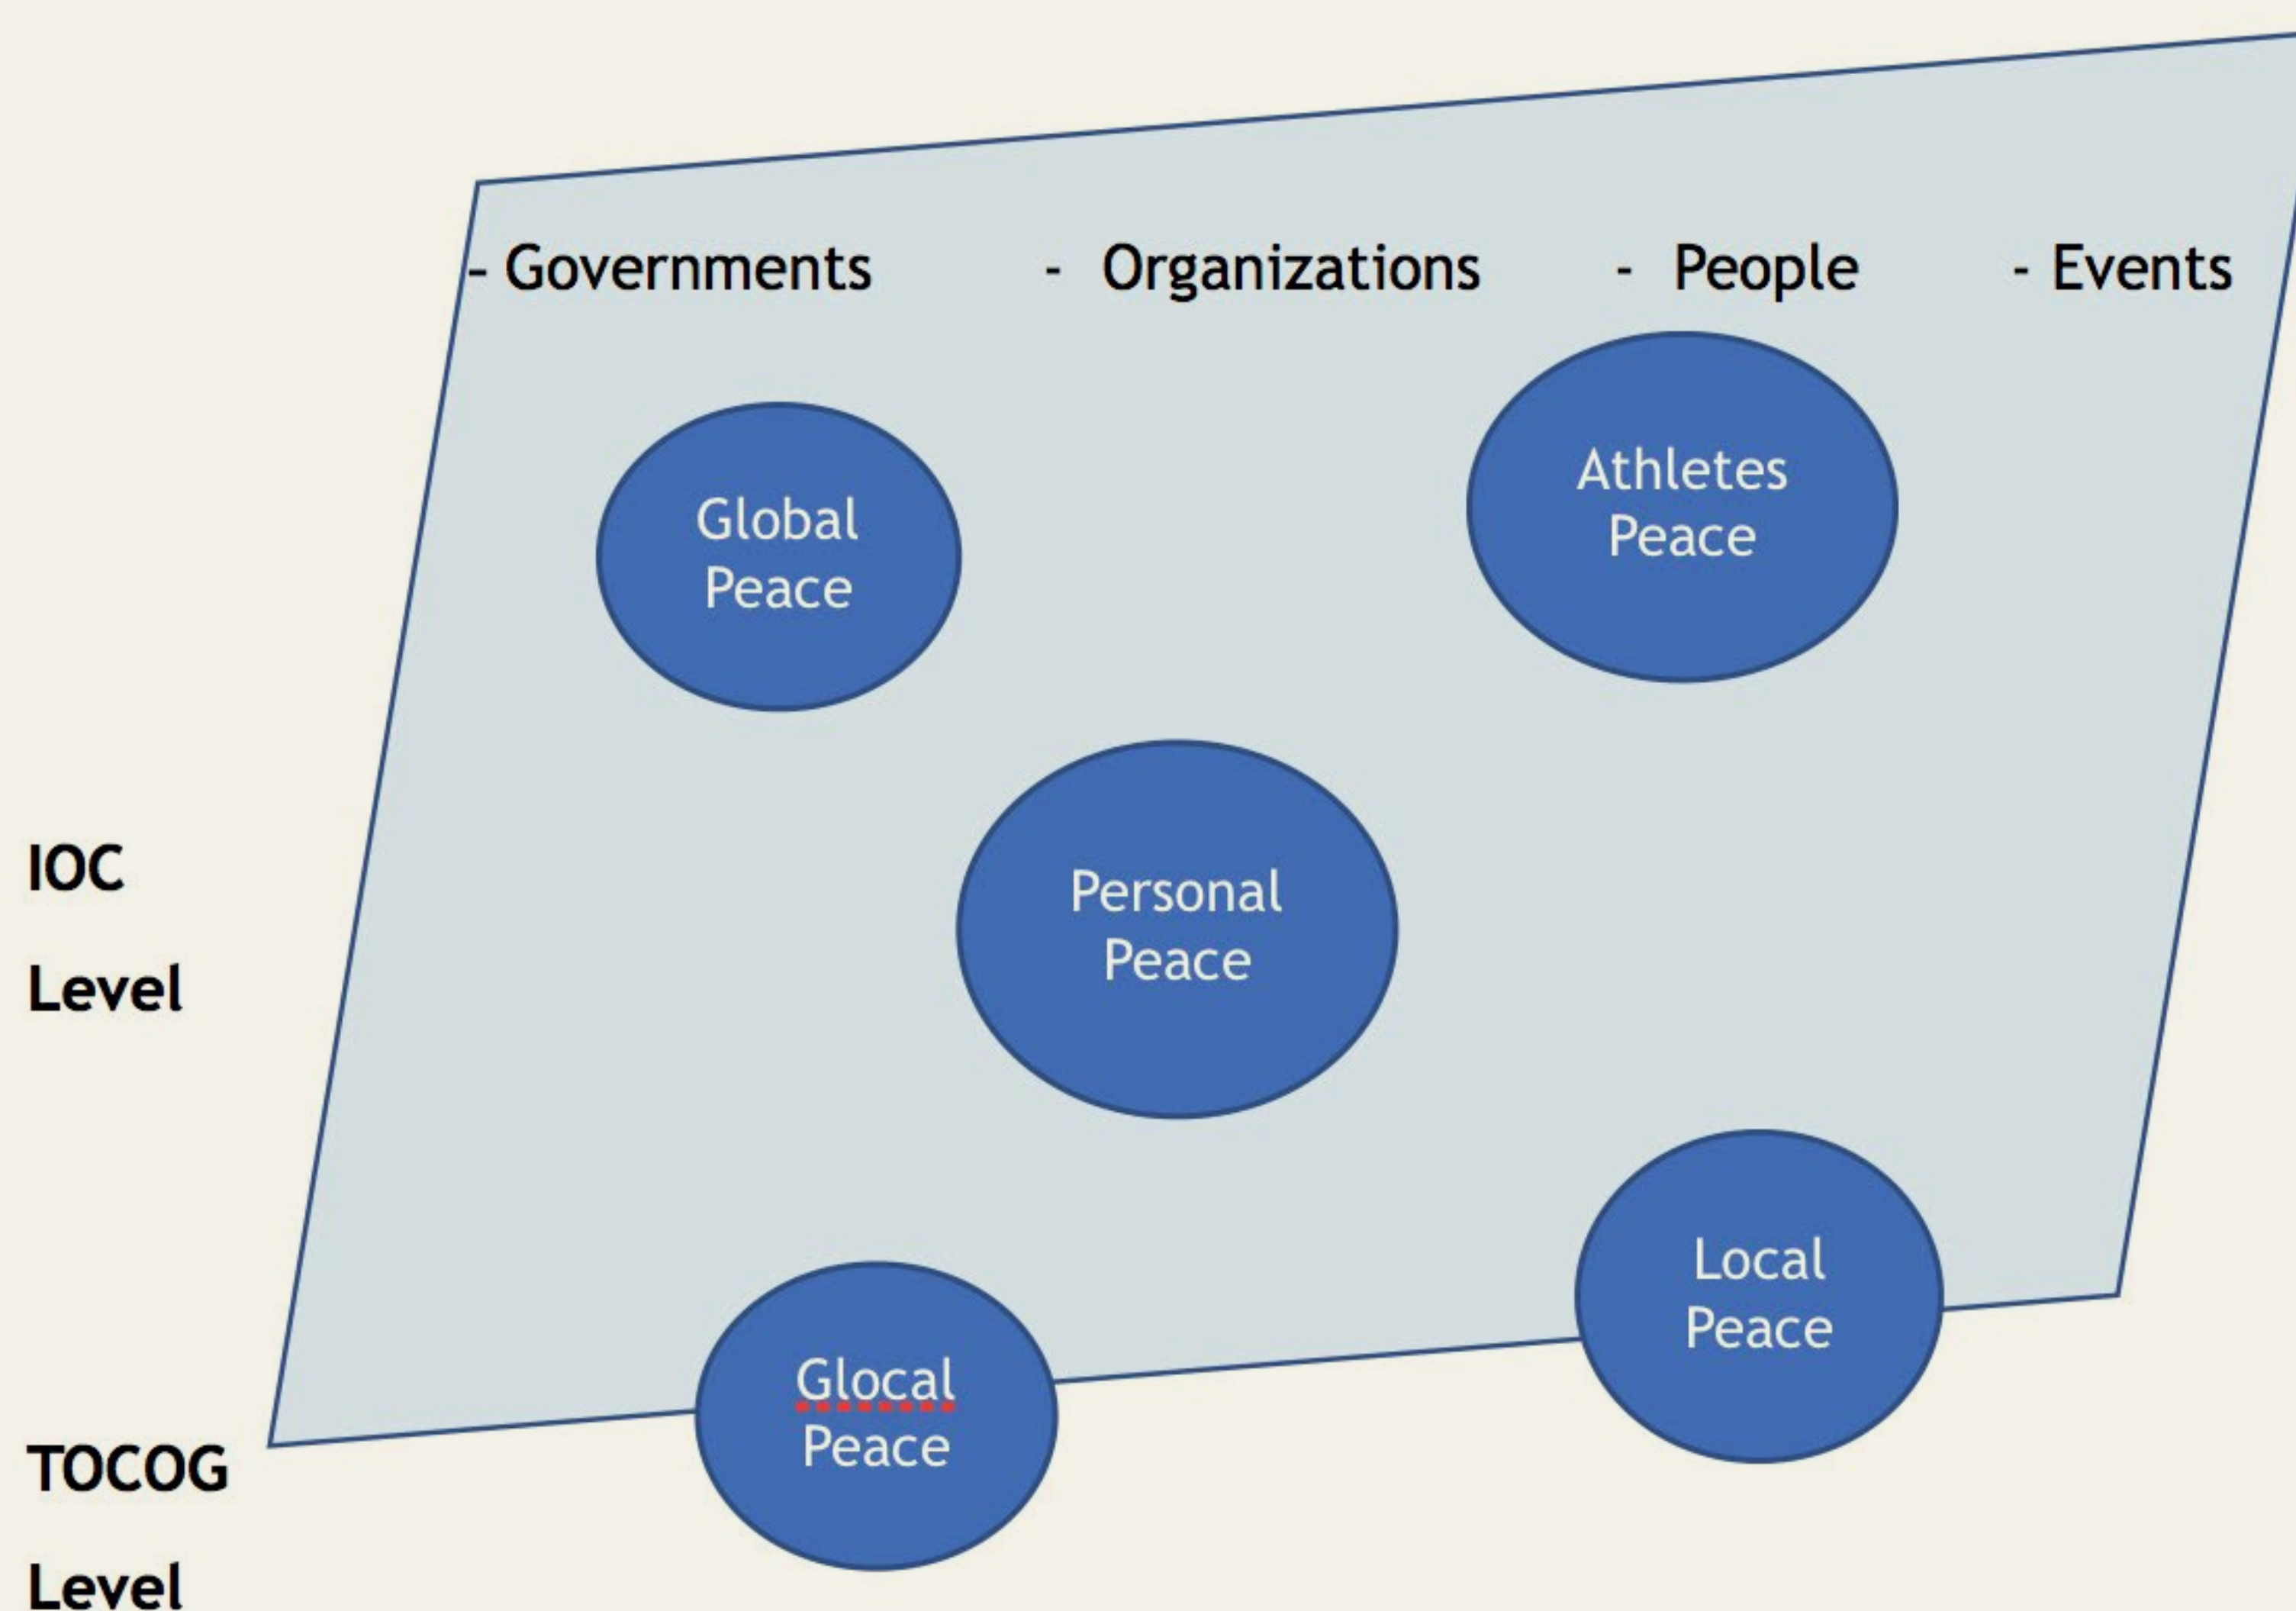 - Governments - Organizations - People - Events
Global
Peace
Athletes
Peace
Personal
Peace
IOC
Level
Local
Peace
Glocal
Peace
TOCOG
Level